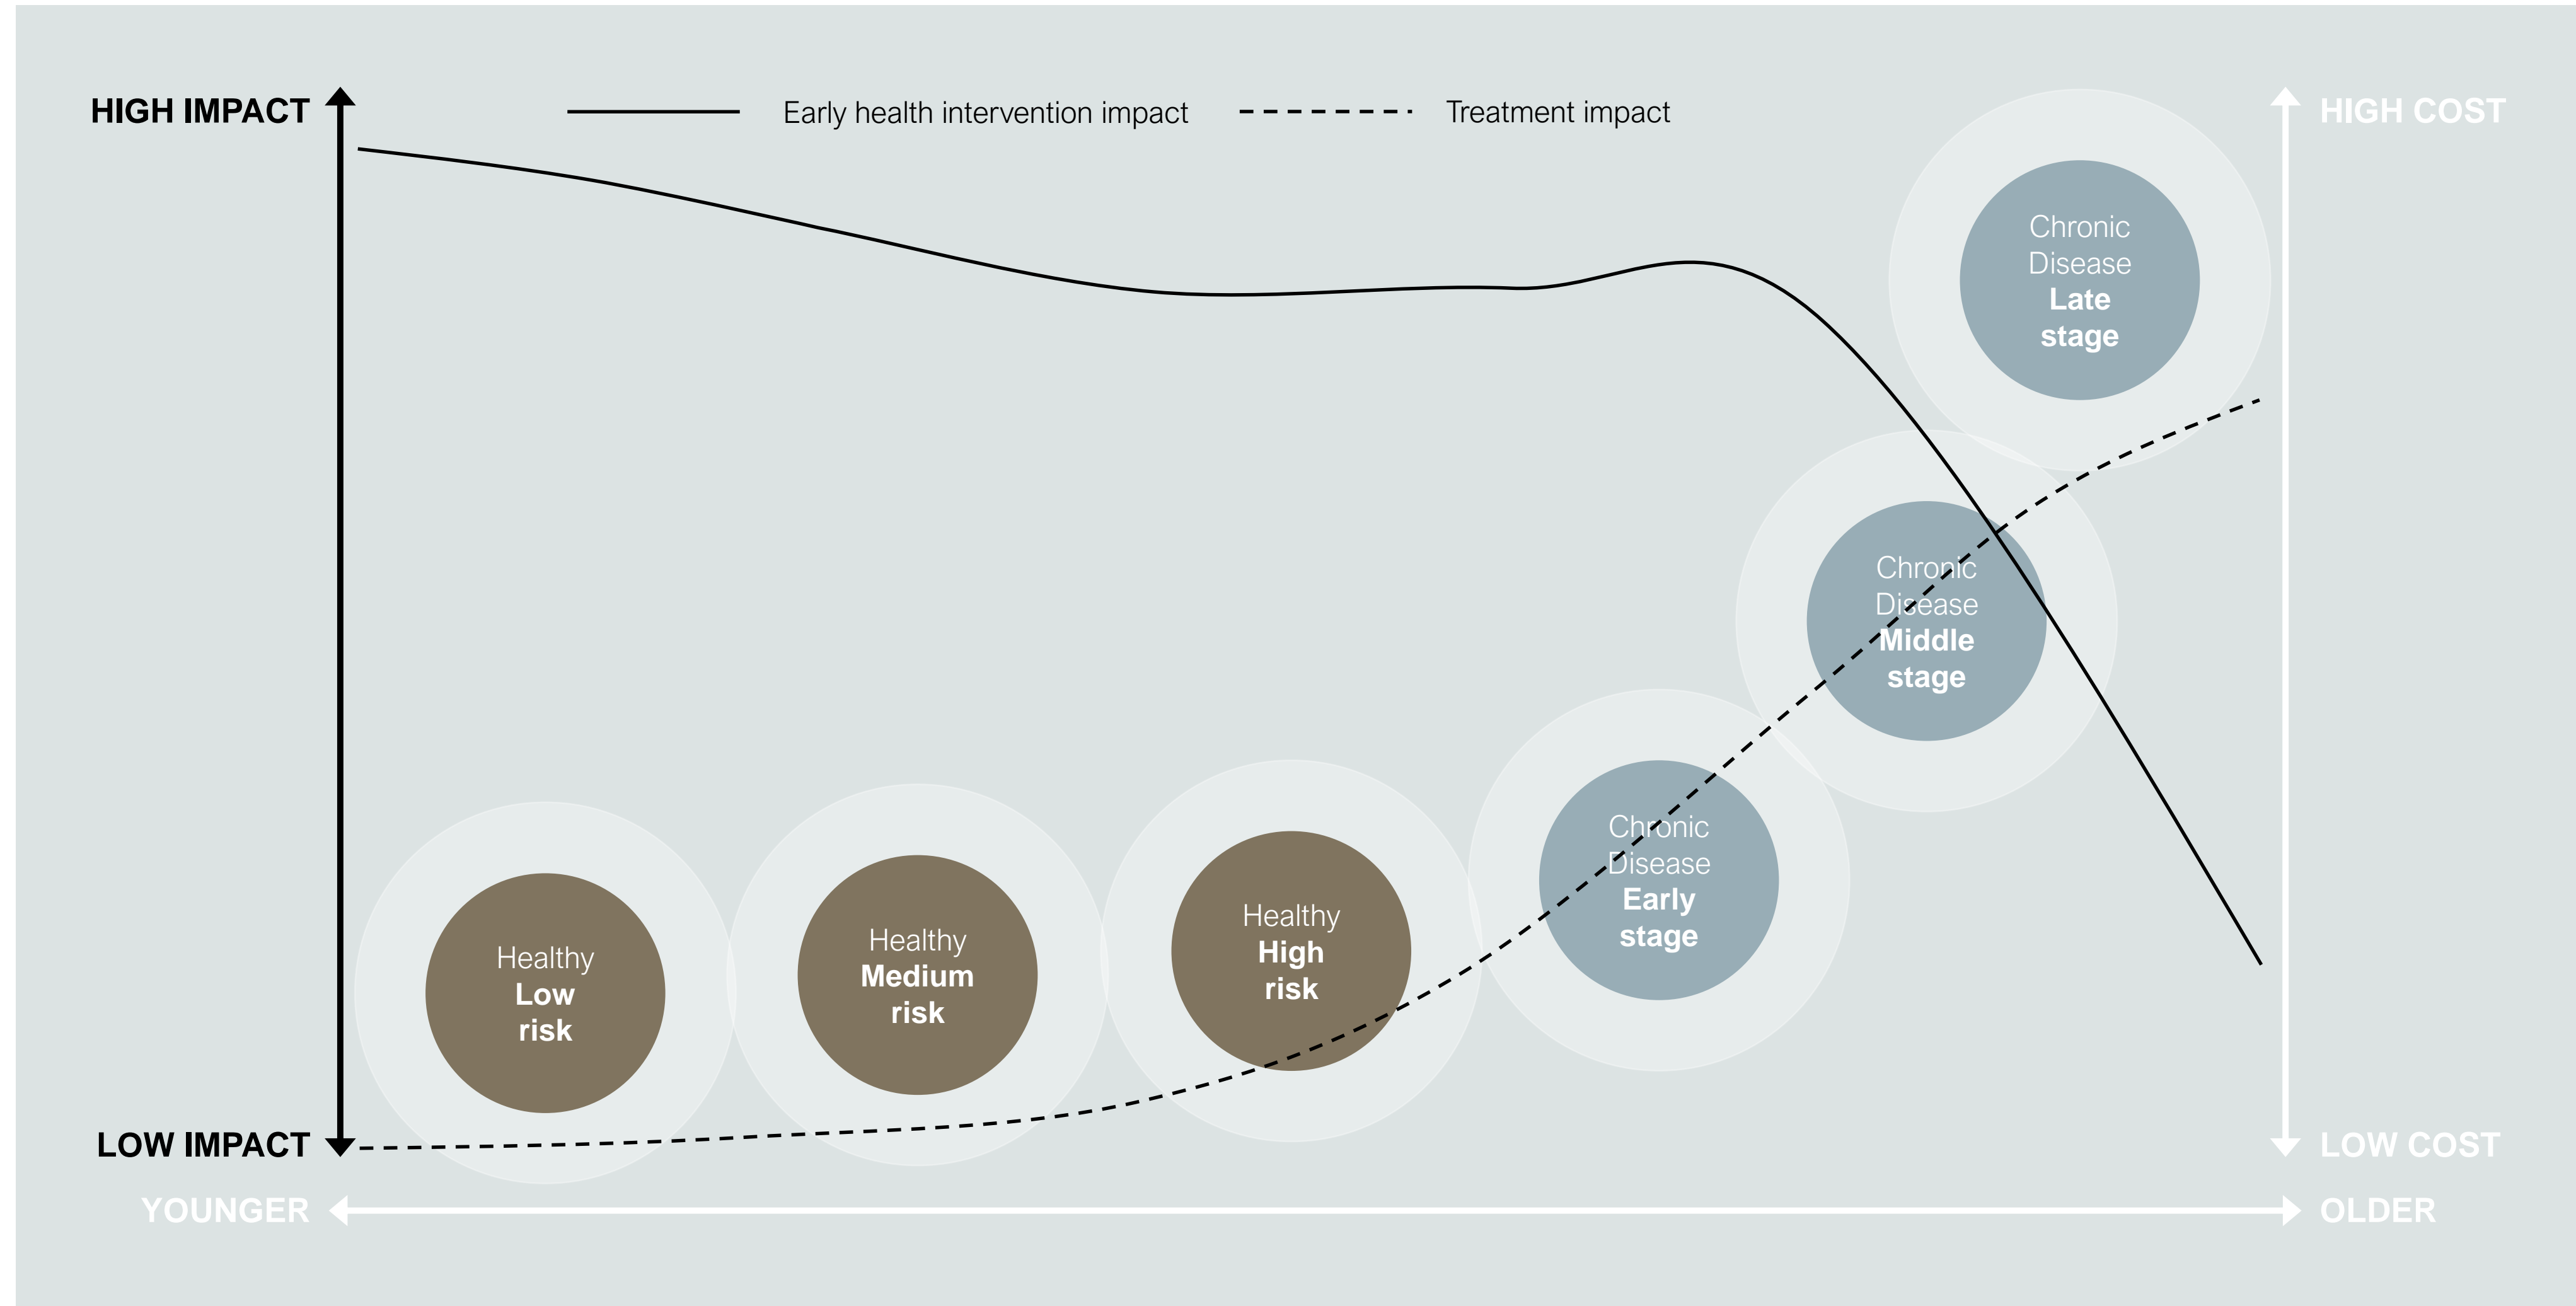 HIGH IMPACT
Early health intervention impact
Treatment impact
HIGH COST
Chronic
Disease
Late
stage
Chronic
Disease
Middle
stage
Chronic
Disease
Early
stage
Healthy
High
risk
Healthy
Medium
risk
Healthy
Low
risk
LOW IMPACT
LOW COST
YOUNGER
OLDER